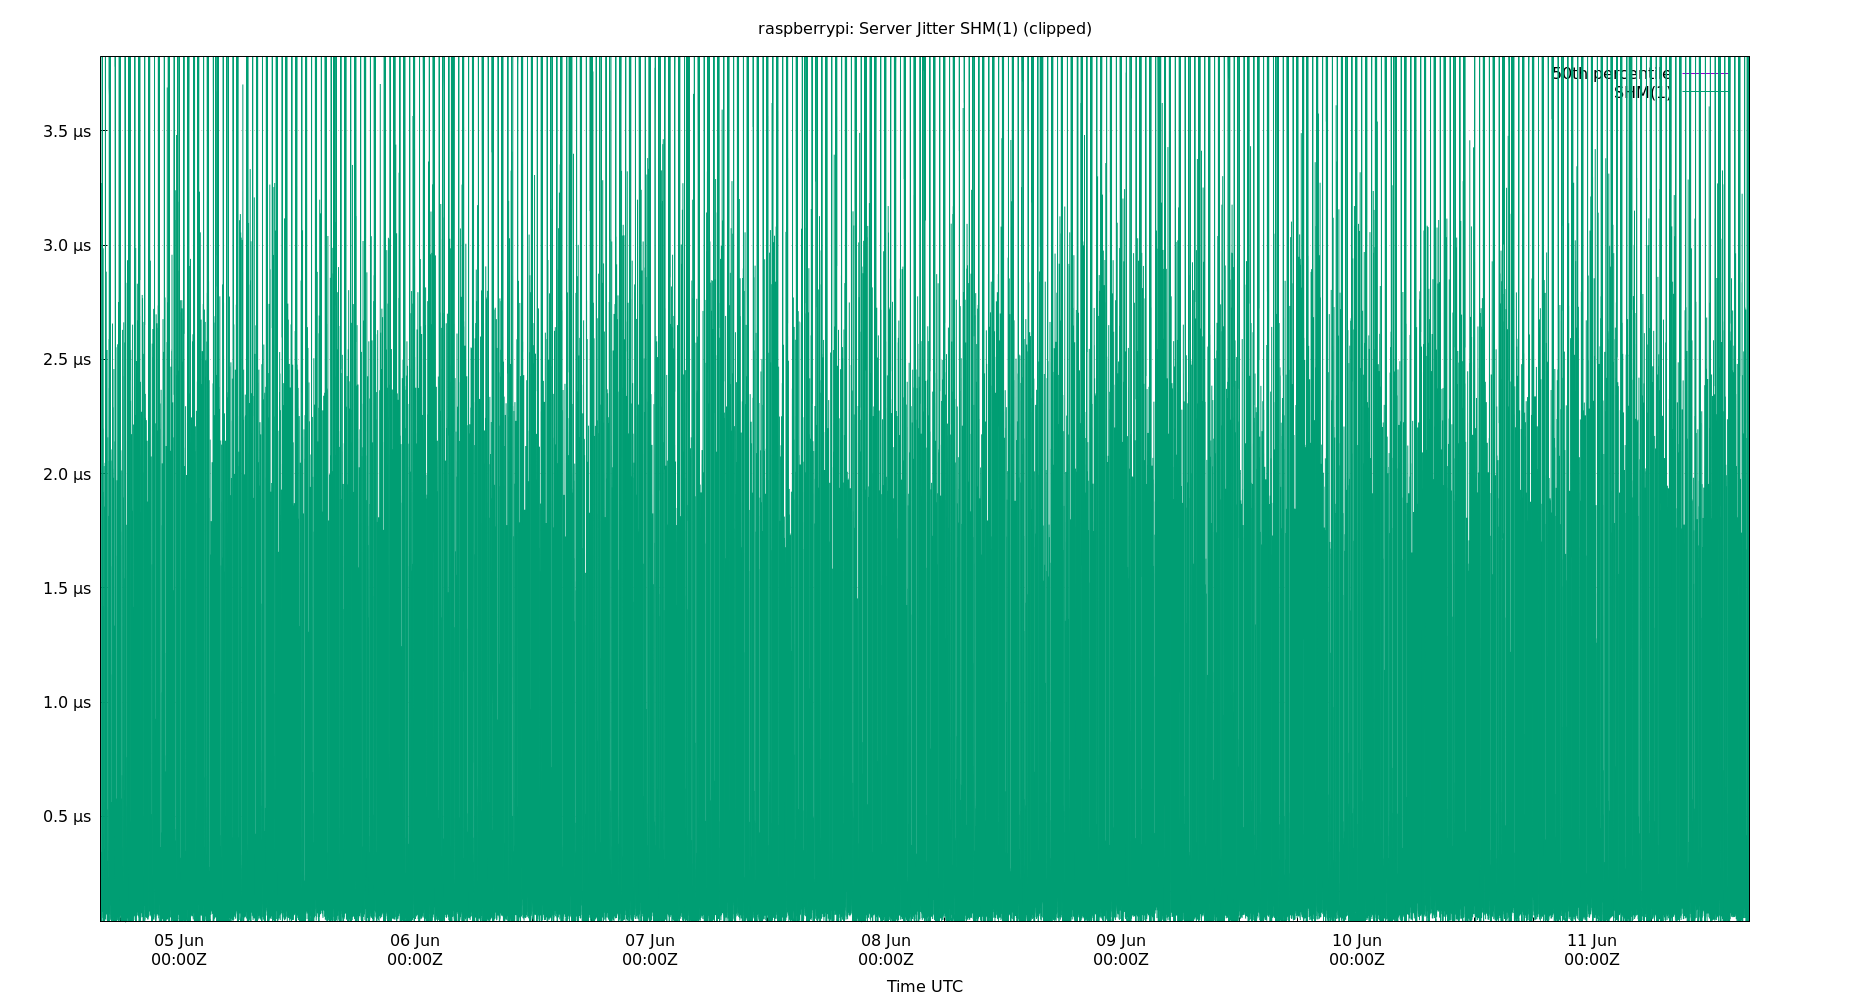 raspberrypi: Server Jitter SHM(1) (clipped)
50th percentile
SHM(1)
3.5 μs
3.0 μs
2.5 μs
2.0 μs
1.5 μs
1.0 μs
0.5 μs
05 Jun 06 Jun 07 Jun 08 Jun 09 Jun 10 Jun 11 Jun
00:00Z 00:00Z 00:00Z 00:00Z 00:00Z 00:00Z 00:00Z
Time UTC